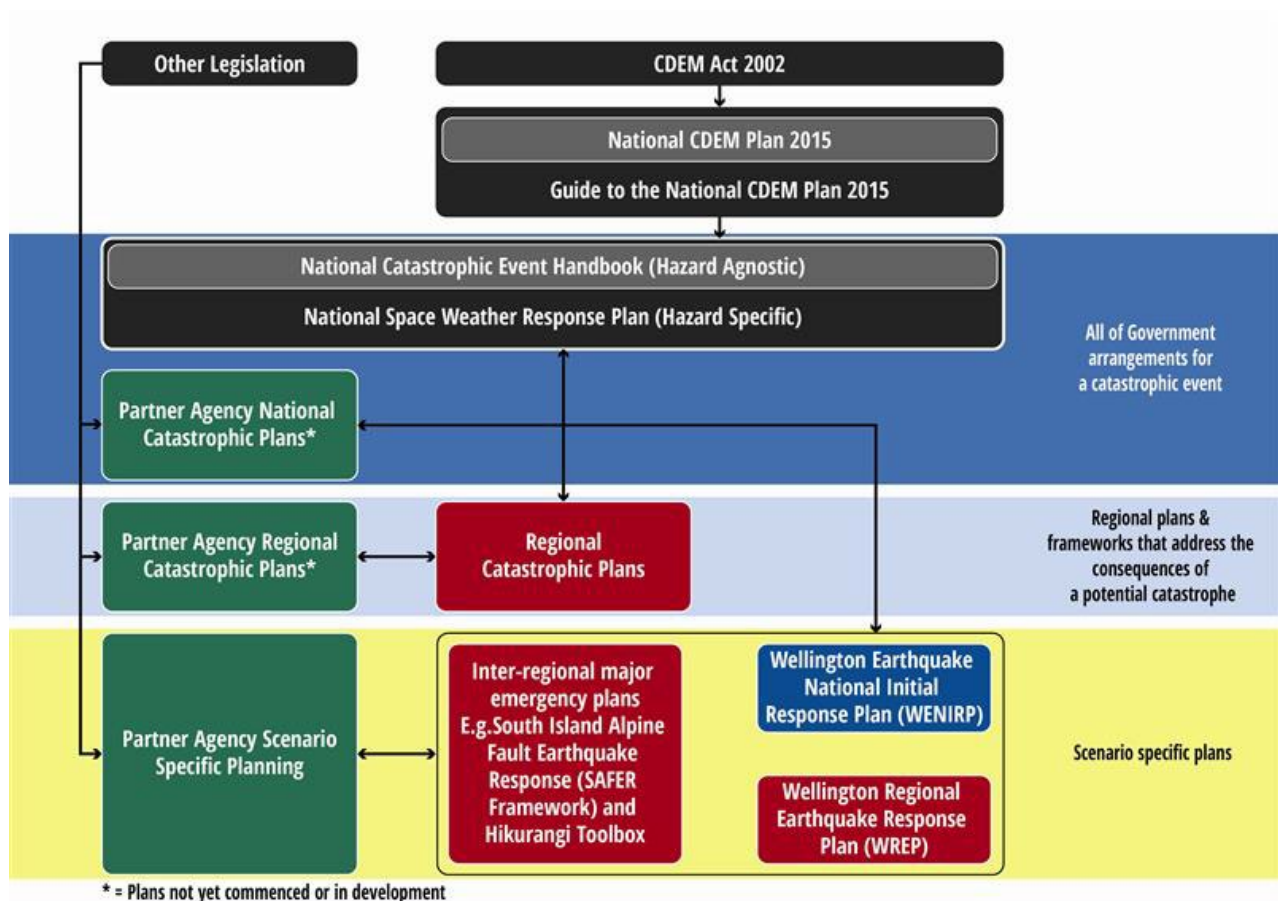 Other Legislation
CDEM Act 2002
National CDEM Plan 2015
Guide to the National CDEM Plan 2015
National Catastrophic Event Handbook (Hazard Agnostic)
National Space Weather Response Plan (Hazard Specific)
All of Government
arrangements for
a catastrophic event
Partner Agency National
Catastrophic Plans*
Partner Agency Regional
Catastrophic Plans*
Regional
Catastrophic Plans
Regional plans &
frameworks that address the
consequences of
a potential catastrophe
Partner Agency Scenario
Specific Planning
Inter-regional major
emergency plans
E.g.South Island Alpine
Fault Earthquake
Response (SAFER
Framework) and
Hikurangi Toolbox
Wellington Earthquake
National Initial
Response Plan (WENIRP)
Wellington Regional
Earthquake Response
Plan (WREP)
Scenario specific plans
* = Plans not yet commenced or in development